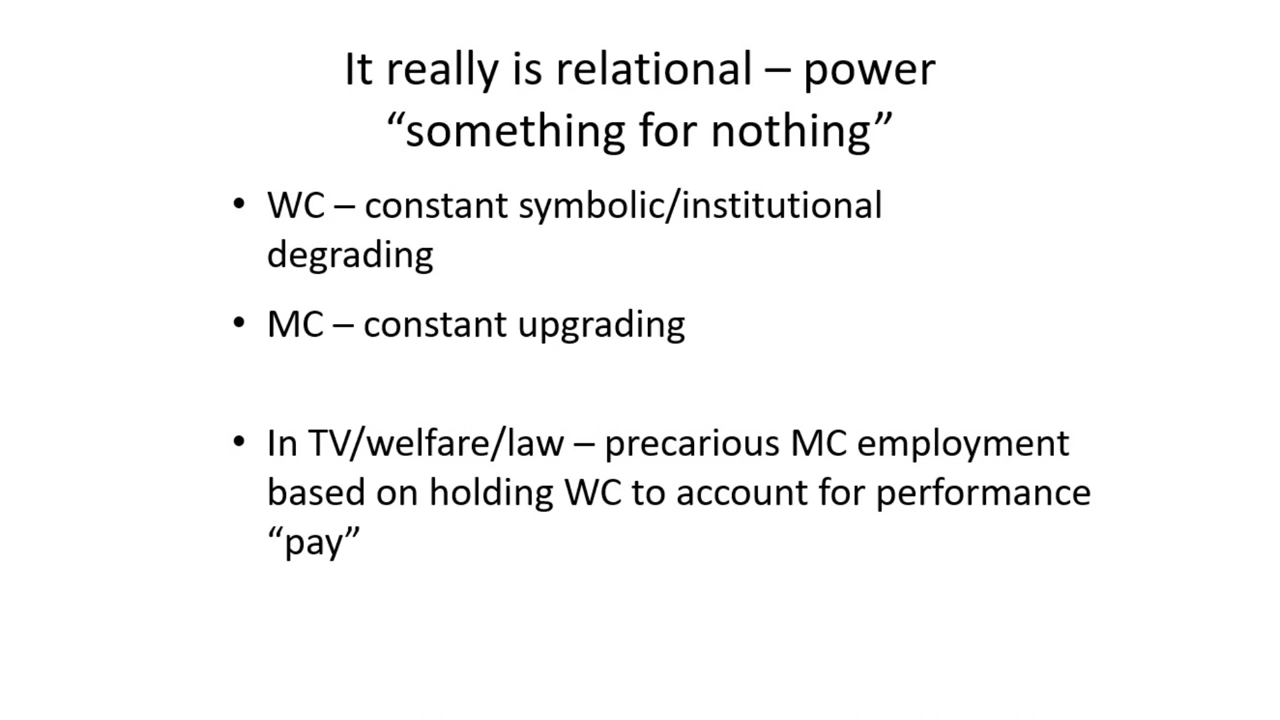 It really is relational – power
“something for nothing”
• WC – constant symbolic/institutional
degrading
• MC – constant upgrading
• In TV/welfare/law – precarious MC employment
based on holding WC to account for performance
“pay”